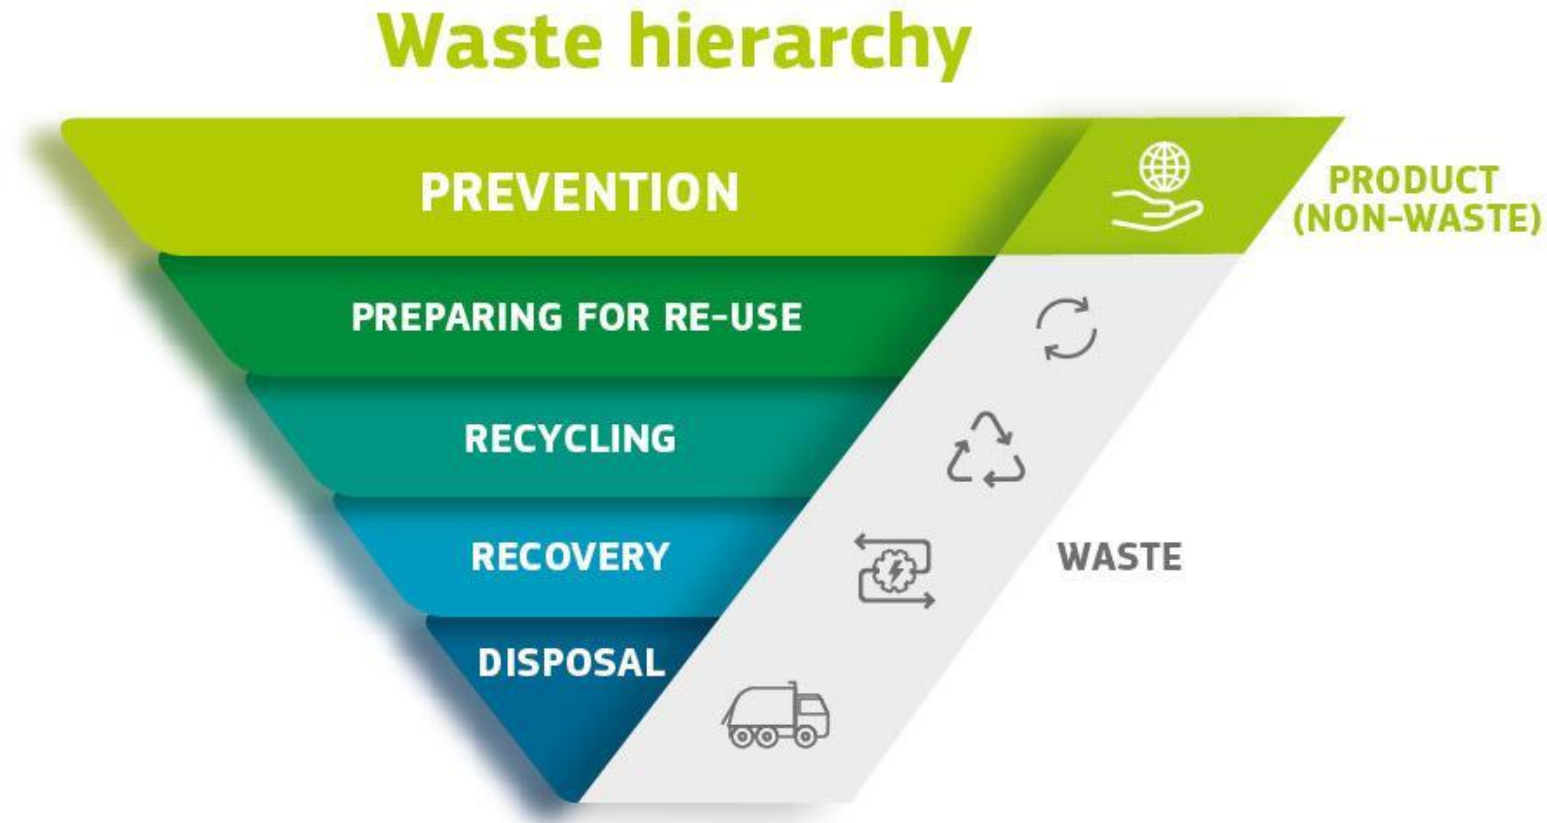 Waste hierarchy
PREVENTION
PRODUCT
(NON-WASTE)
PREPARING FOR RE-USE
RECYCLING
RECOVERY
WASTE
DISPOSAL